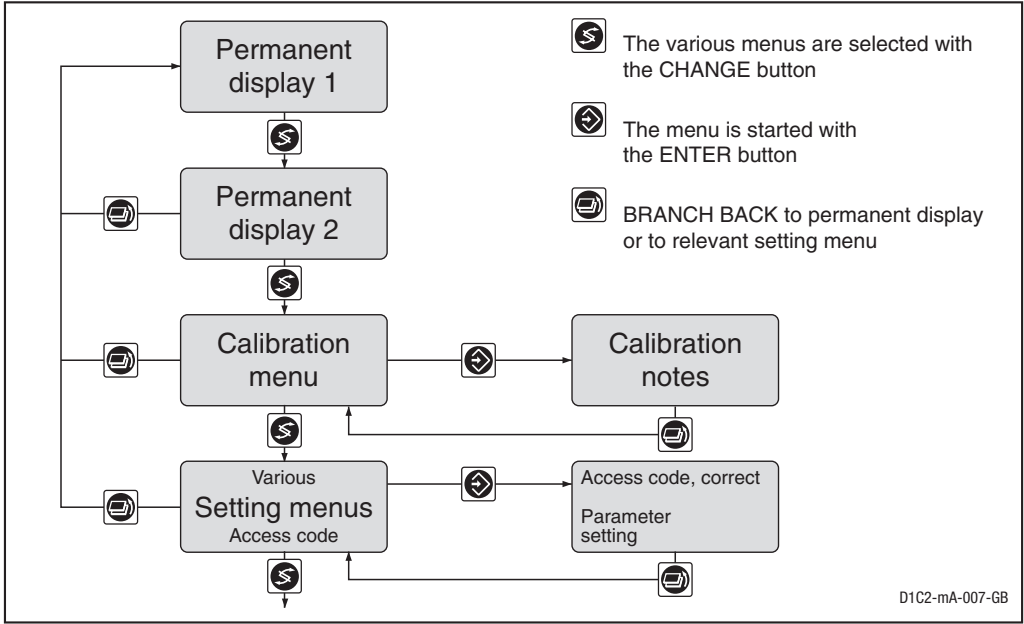 Permanent
display 1
The various menus are selected with
the CHANGE button
The menu is started with
the ENTER button
Permanent
display 2
BRANCH BACK to permanent display
or to relevant setting menu
Calibration
menu
Calibration
notes
Various
Setting menus
Access code
Access code, correct
Parameter
setting
D1C2-mA-007-GB